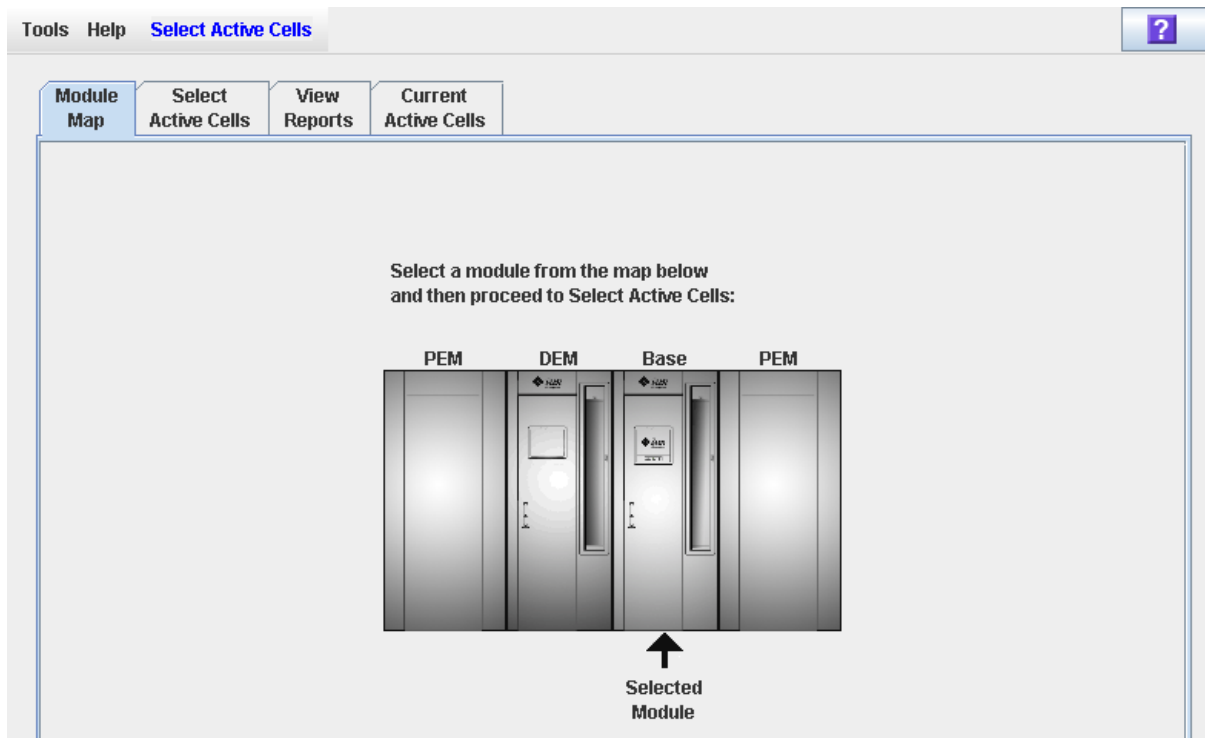 Tools Help Select Active Cells ?
Module Map
Select Active Cells
View Reports
Current Active Cells
Select a module from the map below
and then proceed to Select Active Cells:
PEM DEM Base PEM
Selected
Module